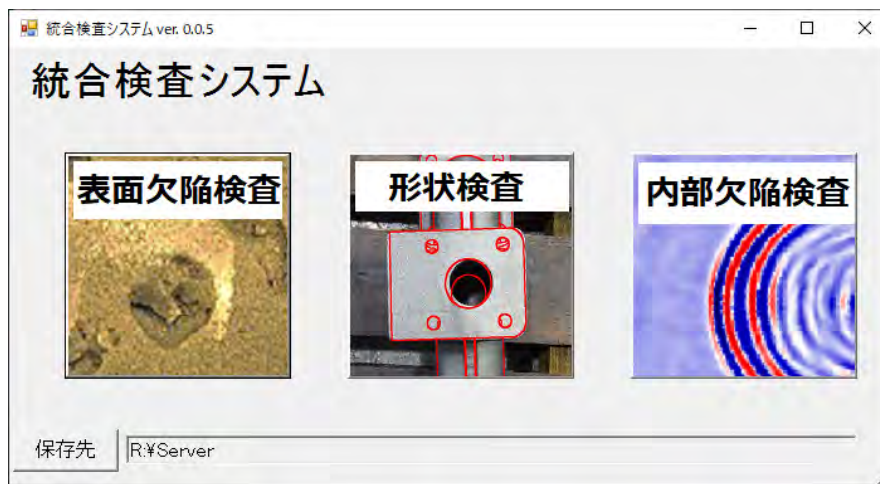 統合検査システム ver. 0.0.5
統合検査システム
表面欠陥検査
形状検査
内部欠陥検査
保存先
R:¥Server